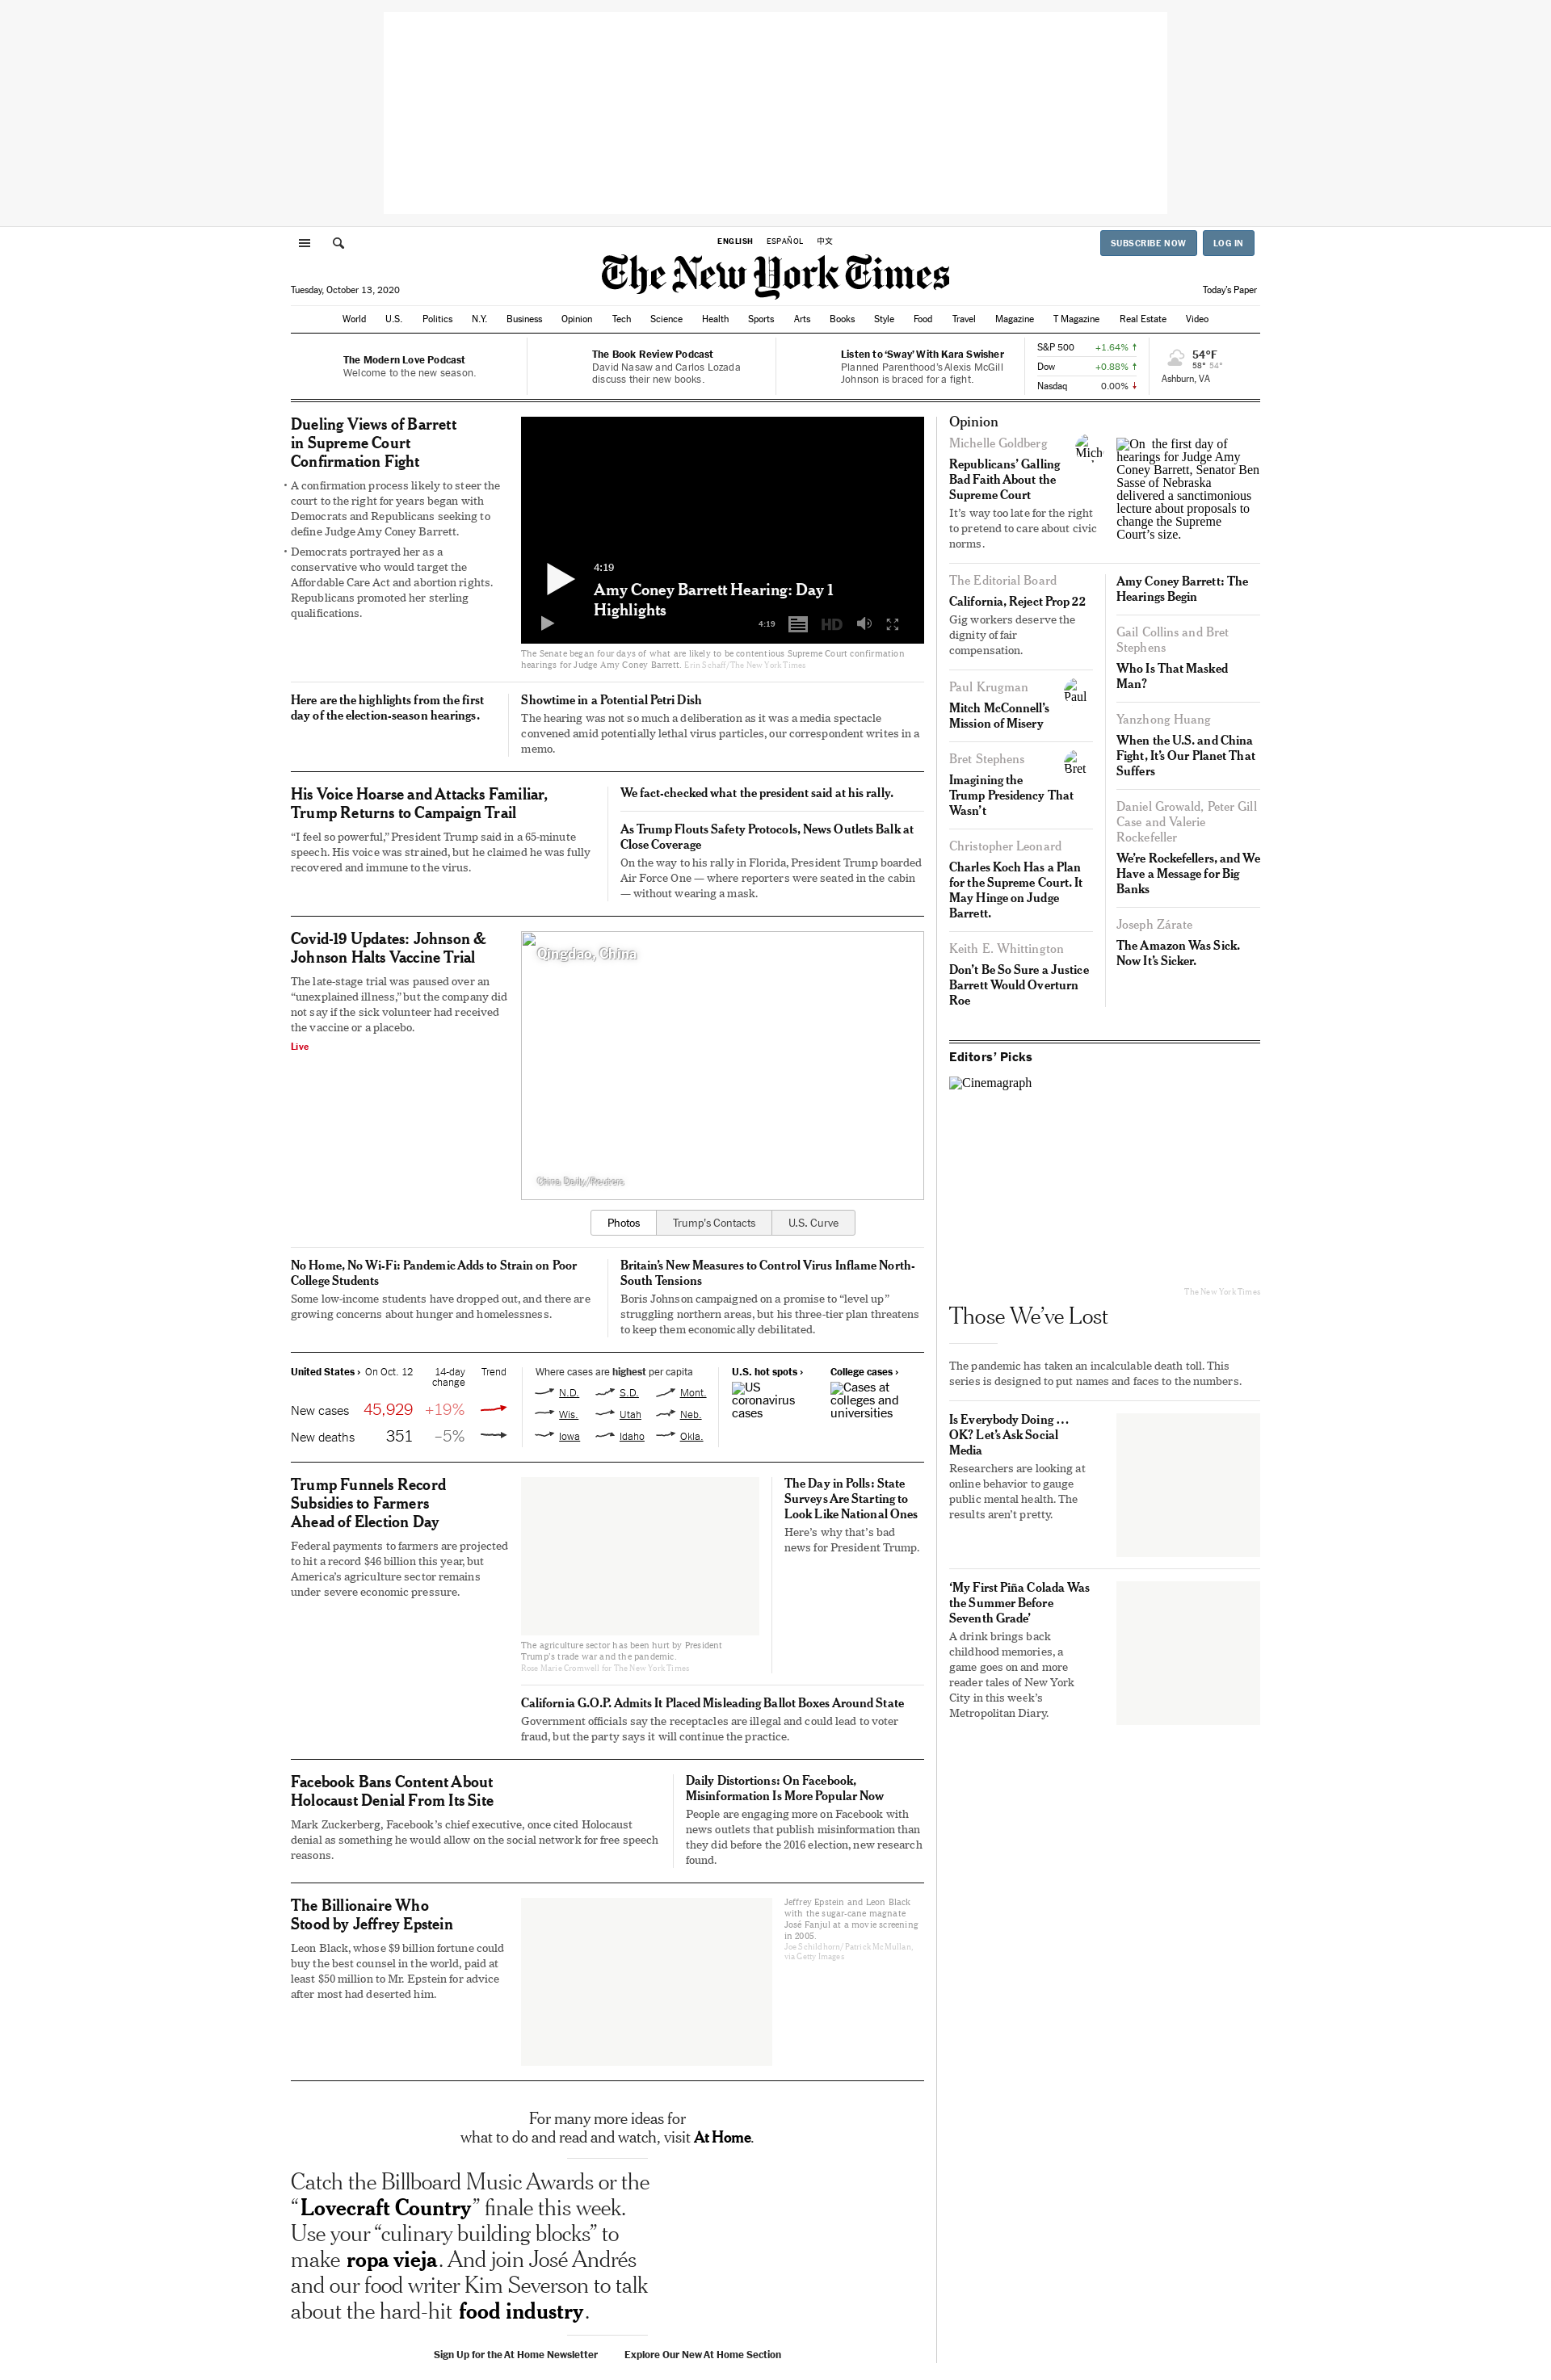 ENGLISH ESPAÑOL 中文
SUBSCRIBE NOW LOG IN
The New York Times
Tuesday, October 13, 2020
Today's Paper
World U.S. Politics N.Y. Business Opinion Tech Science Health Sports Arts Books Style Food Travel Magazine T Magazine Real Estate Video
The Modern Love Podcast
Welcome to the new season.
The Book Review Podcast
David Nasaw and Carlos Lozada
discuss their new books.
Listen to ‘Sway’ With Kara Swisher
Planned Parenthood’s Alexis McGill
Johnson is braced for a fight.
S&P 500 +1.64% ↑
Dow +0.88% ↑
Nasdaq 0.00% ↓
54°F
58° 54°
Ashburn, VA
Dueling Views of Barrett
in Supreme Court
Confirmation Fight
• A confirmation process likely to steer the
court to the right for years began with
Democrats and Republicans seeking to
define Judge Amy Coney Barrett.
• Democrats portrayed her as a
conservative who would target the
Affordable Care Act and abortion rights.
Republicans promoted her sterling
qualifications.
4:19
Amy Coney Barrett Hearing: Day 1
Highlights
4:19 HD
The Senate began four days of what are likely to be contentious Supreme Court confirmation
hearings for Judge Amy Coney Barrett. Erin Schaff/The New York Times
Here are the highlights from the first
day of the election-season hearings.
Showtime in a Potential Petri Dish
The hearing was not so much a deliberation as it was a media spectacle
convened amid potentially lethal virus particles, our correspondent writes in a
memo.
His Voice Hoarse and Attacks Familiar,
Trump Returns to Campaign Trail
“I feel so powerful,” President Trump said in a 65-minute
speech. His voice was strained, but he claimed he was fully
recovered and immune to the virus.
We fact-checked what the president said at his rally.
As Trump Flouts Safety Protocols, News Outlets Balk at
Close Coverage
On the way to his rally in Florida, President Trump boarded
Air Force One — where reporters were seated in the cabin
— without wearing a mask.
Covid-19 Updates: Johnson &
Johnson Halts Vaccine Trial
The late-stage trial was paused over an
“unexplained illness,” but the company did
not say if the sick volunteer had received
the vaccine or a placebo.
Live
Qingdao, China
China Daily/Reuters
Photos Trump’s Contacts U.S. Curve
No Home, No Wi-Fi: Pandemic Adds to Strain on Poor
College Students
Some low-income students have dropped out, and there are
growing concerns about hunger and homelessness.
Britain’s New Measures to Control Virus Inflame North-
South Tensions
Boris Johnson campaigned on a promise to “level up”
struggling northern areas, but his three-tier plan threatens
to keep them economically debilitated.
United States › On Oct. 12 14-day
change Trend
New cases 45,929 +19%
New deaths 351 –5%
Where cases are highest per capita
N.D. S.D. Mont.
Wis. Utah Neb.
Iowa Idaho Okla.
U.S. hot spots ›
US
coronavirus
cases
College cases ›
Cases at
colleges and
universities
Trump Funnels Record
Subsidies to Farmers
Ahead of Election Day
Federal payments to farmers are projected
to hit a record $46 billion this year, but
America’s agriculture sector remains
under severe economic pressure.
The agriculture sector has been hurt by President
Trump’s trade war and the pandemic.
Rose Marie Cromwell for The New York Times
The Day in Polls: State
Surveys Are Starting to
Look Like National Ones
Here’s why that’s bad
news for President Trump.
California G.O.P. Admits It Placed Misleading Ballot Boxes Around State
Government officials say the receptacles are illegal and could lead to voter
fraud, but the party says it will continue the practice.
Facebook Bans Content About
Holocaust Denial From Its Site
Mark Zuckerberg, Facebook’s chief executive, once cited Holocaust
denial as something he would allow on the social network for free speech
reasons.
Daily Distortions: On Facebook,
Misinformation Is More Popular Now
People are engaging more on Facebook with
news outlets that publish misinformation than
they did before the 2016 election, new research
found.
The Billionaire Who
Stood by Jeffrey Epstein
Leon Black, whose $9 billion fortune could
buy the best counsel in the world, paid at
least $50 million to Mr. Epstein for advice
after most had deserted him.
Jeffrey Epstein and Leon Black
with the sugar-cane magnate
José Fanjul at a movie screening
in 2005.
Joe Schildhorn/Patrick McMullan,
via Getty Images
For many more ideas for
what to do and read and watch, visit At Home.
Catch the Billboard Music Awards or the
“Lovecraft Country” finale this week.
Use your “culinary building blocks” to
make ropa vieja. And join José Andrés
and our food writer Kim Severson to talk
about the hard-hit food industry.
Sign Up for the At Home Newsletter Explore Our New At Home Section
Opinion
Michelle Goldberg
Republicans’ Galling
Bad Faith About the
Supreme Court
It’s way too late for the right
to pretend to care about civic
norms.
Mich
On the first day of
hearings for Judge Amy
Coney Barrett, Senator Ben
Sasse of Nebraska
delivered a sanctimonious
lecture about proposals to
change the Supreme
Court’s size.
The Editorial Board
California, Reject Prop 22
Gig workers deserve the
dignity of fair
compensation.
Paul Krugman
Mitch McConnell’s
Mission of Misery
Paul
Bret Stephens
Imagining the
Trump Presidency That
Wasn’t
Bret
Christopher Leonard
Charles Koch Has a Plan
for the Supreme Court. It
May Hinge on Judge
Barrett.
Keith E. Whittington
Don’t Be So Sure a Justice
Barrett Would Overturn
Roe
Amy Coney Barrett: The
Hearings Begin
Gail Collins and Bret
Stephens
Who Is That Masked
Man?
Yanzhong Huang
When the U.S. and China
Fight, It’s Our Planet That
Suffers
Daniel Growald, Peter Gill
Case and Valerie
Rockefeller
We’re Rockefellers, and We
Have a Message for Big
Banks
Joseph Zárate
The Amazon Was Sick.
Now It’s Sicker.
Editors’ Picks
Cinemagraph
The New York Times
Those We’ve Lost
The pandemic has taken an incalculable death toll. This
series is designed to put names and faces to the numbers.
Is Everybody Doing …
OK? Let’s Ask Social
Media
Researchers are looking at
online behavior to gauge
public mental health. The
results aren’t pretty.
‘My First Piña Colada Was
the Summer Before
Seventh Grade’
A drink brings back
childhood memories, a
game goes on and more
reader tales of New York
City in this week’s
Metropolitan Diary.